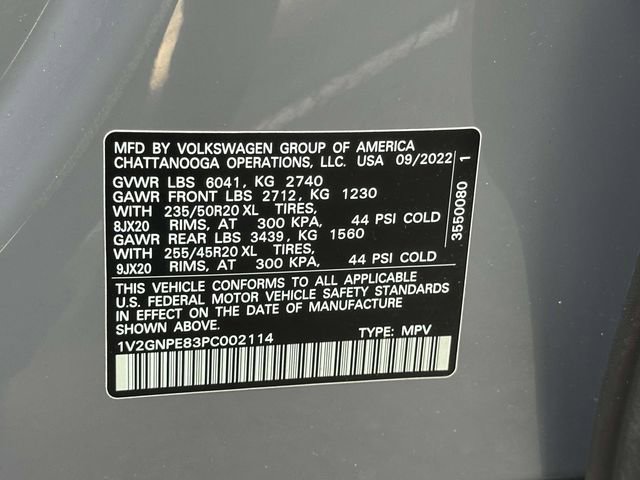 MFD BY VOLKSWAGEN GROUP OF AMERICA
CHATTANOOGA OPERATIONS, LLC. USA 09/2022
GVWR LBS 6041, KG 2740
GAWR FRONT LBS 2712, KG 1230
WITH 235/50R20 XL TIRES,
8JX20 RIMS, AT 300 KPA, 44 PSI COLD
GAWR REAR LBS 3439, KG 1560
WITH 255/45R20 XL TIRES,
9JX20 RIMS, AT 300 KPA, 44 PSI COLD
THIS VEHICLE CONFORMS TO ALL APPLICABLE
U.S. FEDERAL MOTOR VEHICLE SAFETY STANDARDS
IN EFFECT ON THE DATE OF MANUFACTURE
SHOWN ABOVE.
1V2GNPE83PC002114 TYPE: MPV
3550080 1